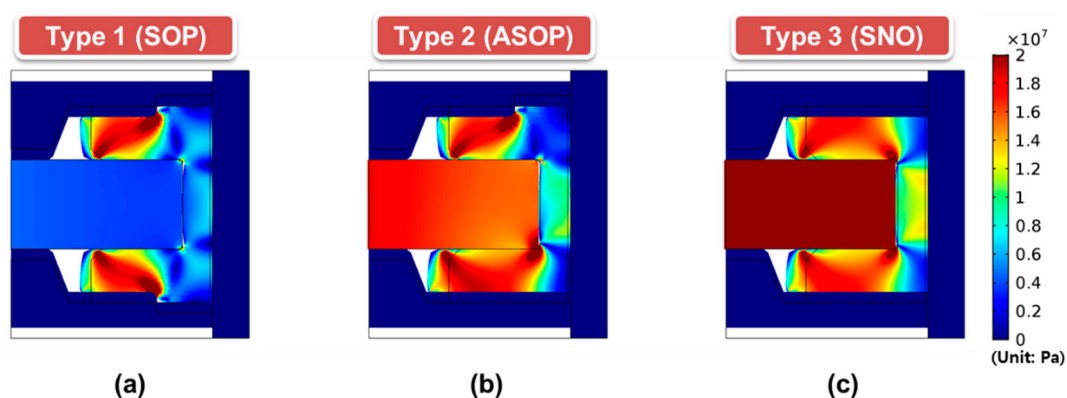 Type 1 (SOP)
Type 2 (ASOP)
Type 3 (SNO)
×10⁷
2
1.8
1.6
1.4
1.2
1
0.8
0.6
0.4
0.2
0
(Unit: Pa)
(a)
(b)
(c)